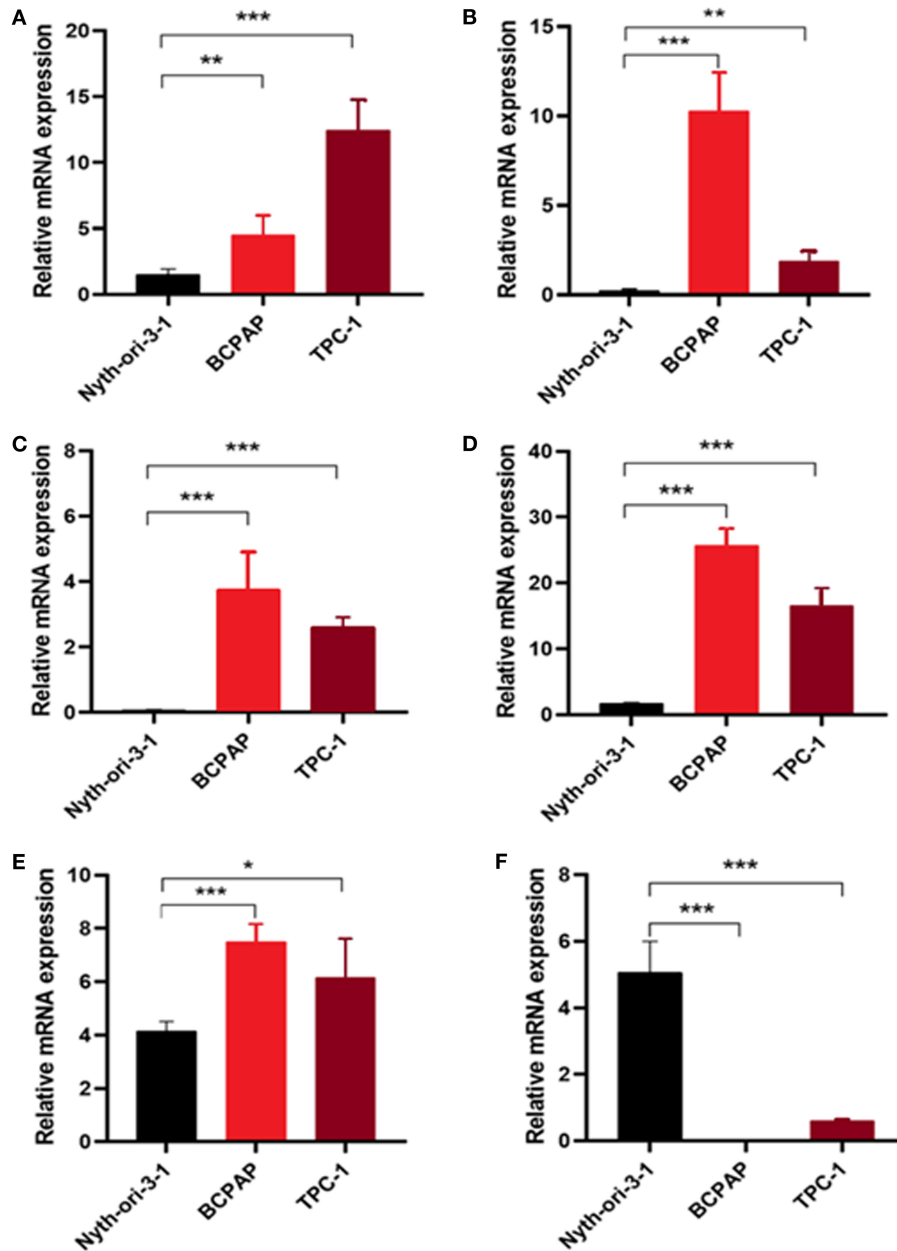 A
Relative mRNA expression
20
15
10
5
0
***
**
Nyth-ori-3-1
BCPAP
TPC-1
B
Relative mRNA expression
15
10
5
0
**
***
Nyth-ori-3-1
BCPAP
TPC-1
C
Relative mRNA expression
8
6
4
2
0
***
***
Nyth-ori-3-1
BCPAP
TPC-1
D
Relative mRNA expression
40
30
20
10
0
***
***
Nyth-ori-3-1
BCPAP
TPC-1
E
Relative mRNA expression
10
8
6
4
2
0
*
***
Nyth-ori-3-1
BCPAP
TPC-1
F
Relative mRNA expression
8
6
4
2
0
***
***
Nyth-ori-3-1
BCPAP
TPC-1